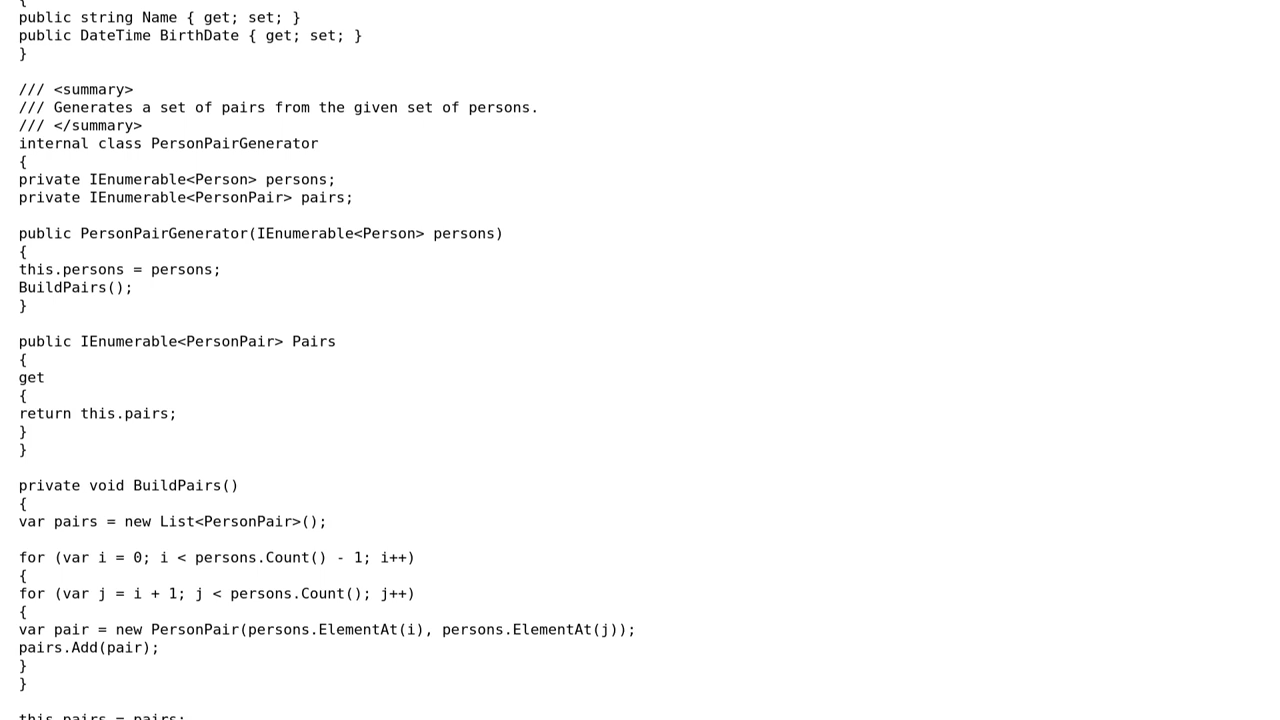 {
public string Name { get; set; }
public DateTime BirthDate { get; set; }
}
/// <summary>
/// Generates a set of pairs from the given set of persons.
/// </summary>
internal class PersonPairGenerator
{
private IEnumerable<Person> persons;
private IEnumerable<PersonPair> pairs;
public PersonPairGenerator(IEnumerable<Person> persons)
{
this.persons = persons;
BuildPairs();
}
public IEnumerable<PersonPair> Pairs
{
get
{
return this.pairs;
}
}
private void BuildPairs()
{
var pairs = new List<PersonPair>();
for (var i = 0; i < persons.Count() - 1; i++)
{
for (var j = i + 1; j < persons.Count(); j++)
{
var pair = new PersonPair(persons.ElementAt(i), persons.ElementAt(j));
pairs.Add(pair);
}
}
this.pairs = pairs;